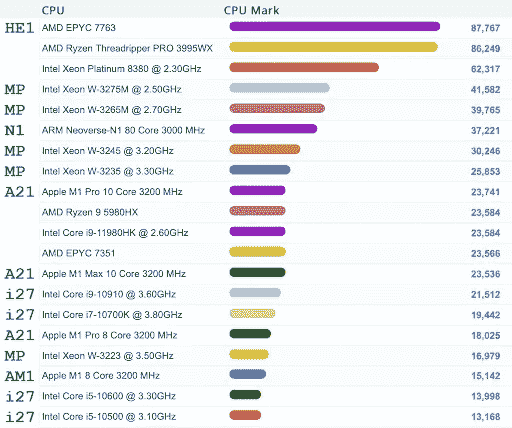 CPU CPU Mark
HE1 AMD EPYC 7763 87,767
AMD Ryzen Threadripper PRO 3995WX 86,249
Intel Xeon Platinum 8380 @ 2.30GHz 62,317
MP Intel Xeon W-3275M @ 2.50GHz 41,582
MP Intel Xeon W-3265M @ 2.70GHz 39,765
N1 ARM Neoverse-N1 80 Core 3000 MHz 37,221
MP Intel Xeon W-3245 @ 3.20GHz 30,246
MP Intel Xeon W-3235 @ 3.30GHz 25,853
A21 Apple M1 Pro 10 Core 3200 MHz 23,741
AMD Ryzen 9 5980HX 23,584
Intel Core i9-11980HK @ 2.60GHz 23,584
AMD EPYC 7351 23,566
A21 Apple M1 Max 10 Core 3200 MHz 23,536
i27 Intel Core i9-10910 @ 3.60GHz 21,512
i27 Intel Core i7-10700K @ 3.80GHz 19,442
A21 Apple M1 Pro 8 Core 3200 MHz 18,025
MP Intel Xeon W-3223 @ 3.50GHz 16,979
AM1 Apple M1 8 Core 3200 MHz 15,142
i27 Intel Core i5-10600 @ 3.30GHz 13,998
i27 Intel Core i5-10500 @ 3.10GHz 13,168